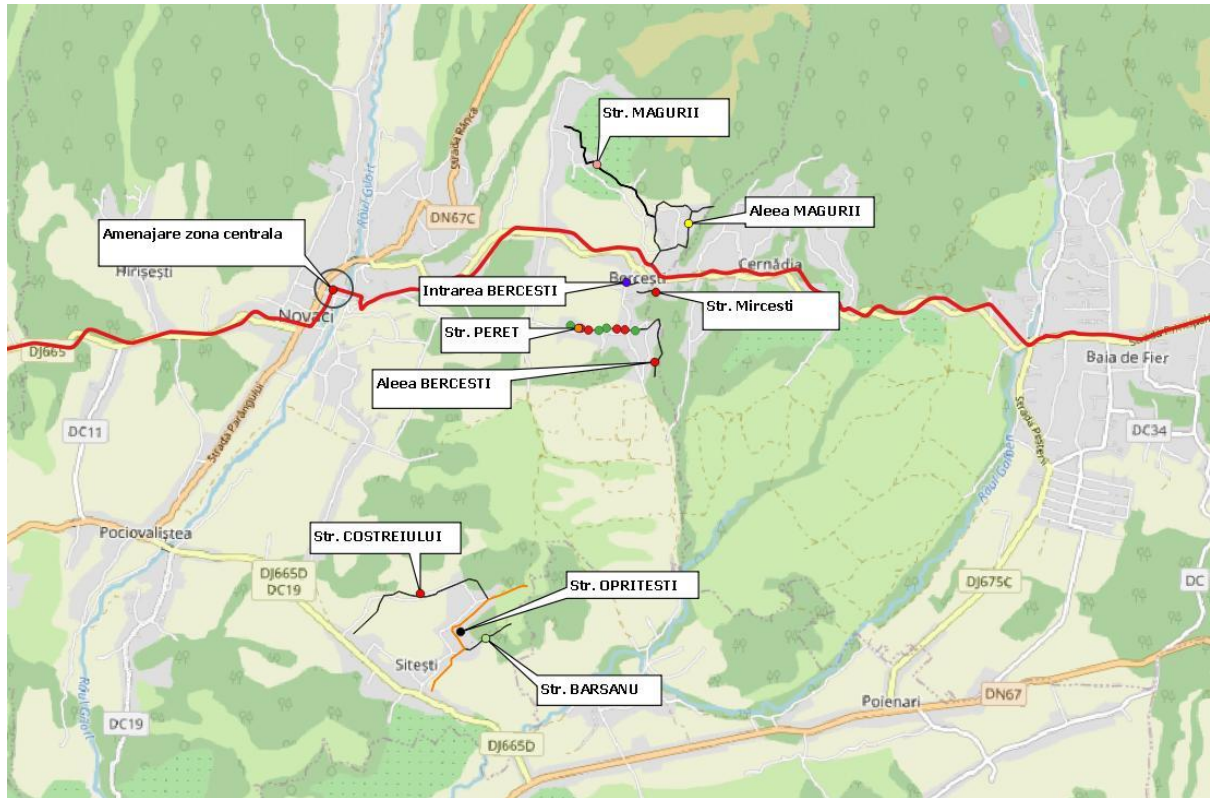 Str. MAGURII
Strada Rânca
Râul Gilort
DN67C
Aleea MAGURII
Amenajare zona centrala
Hirișești
Cernădia
Bercești
Intrarea BERCESTI
Str. Mircesti
Novaci
Str. PERET
DJ665
Baia de Fier
Aleea BERCESTI
Strada Parângului
Strada Peșterii
DC11
DC34
Râul Galben
Pociovaliștea
Str. COSTREIULUI
DJ665D
DC19
Str. OPRITESTI
DJ675C
DC
Sitești
Str. BARSANU
DN67
Poienari
DC19
Râul Gilort
DJ665D